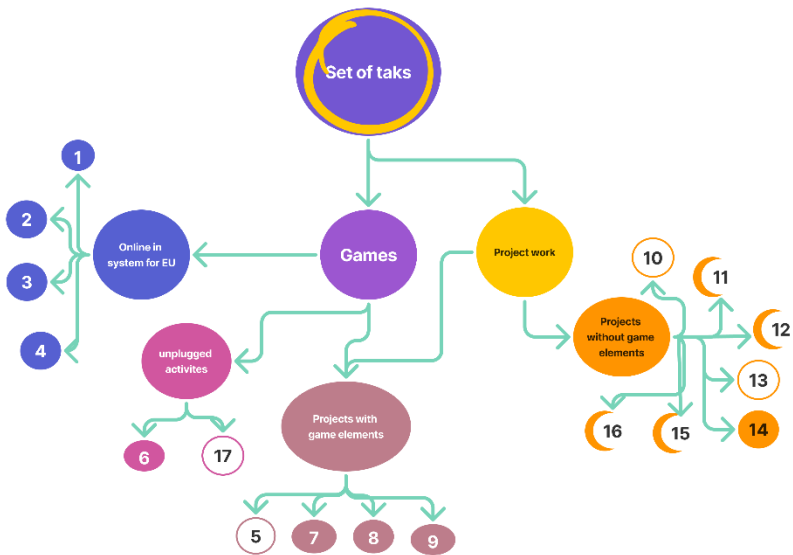 Set of taks
1
2
3
4
Online in
system for EU
Games
Project work
10
11
12
13
14
15
16
Projects
without game
elements
unplugged
activites
6
17
Projects with
game elements
5
7
8
9